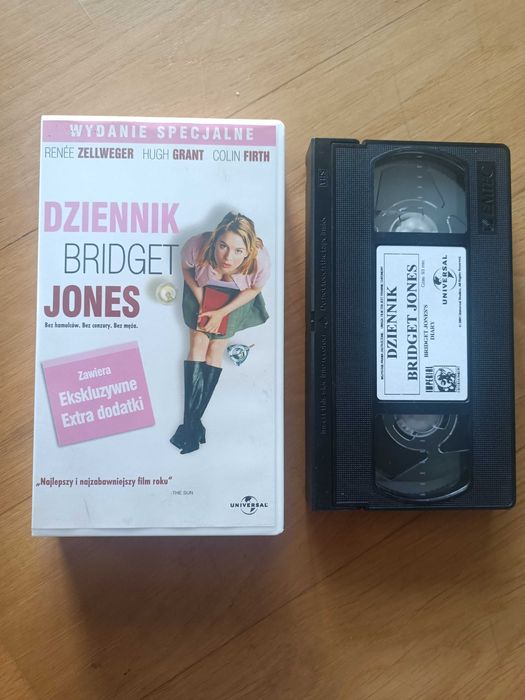 WYDANIE SPECJALNE
RENÉE ZELLWEGER HUGH GRANT COLIN FIRTH
DZIENNIK
BRIDGET
JONES
Bez hamulców. Bez cenzury. Bez męża.
Zawiera
Ekskluzywne
Extra dodatki
„Najlepszy i najzabawniejszy film roku”
THE SUN
UNIVERSAL
VHS
DZIENNIK
BRIDGET JONES
BRIDGET JONES'S
DIARY
UNIVERSAL